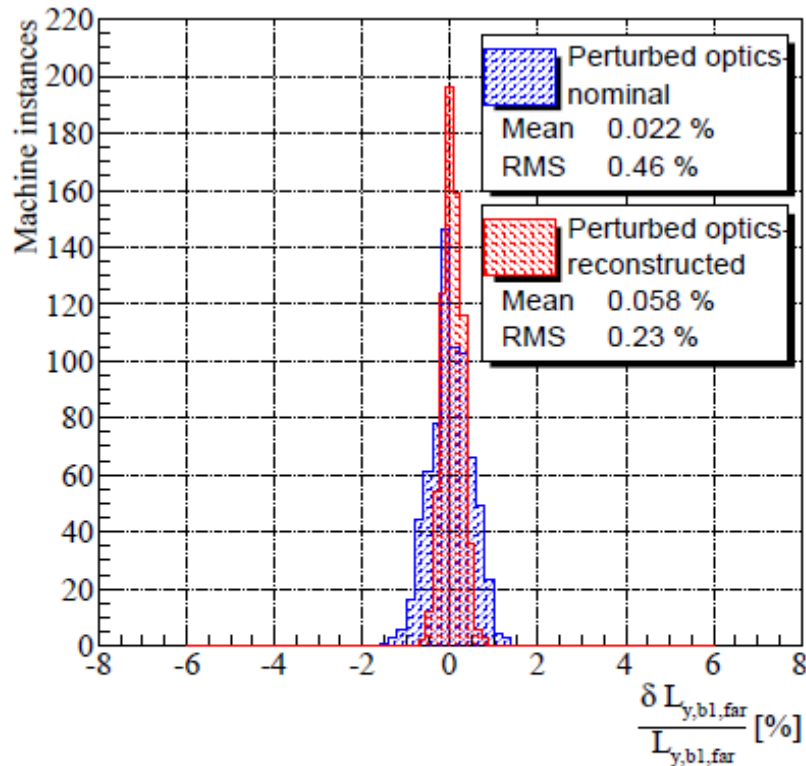 Machine instances
220
200
180
160
140
120
100
80
60
40
20
0
Perturbed optics
nominal
Mean 0.022 %
RMS 0.46 %
Perturbed optics
reconstructed
Mean 0.058 %
RMS 0.23 %
-8 -6 -4 -2 0 2 4 6 8
δ L_{y,b1,far}
L_{y,b1,far} [%]